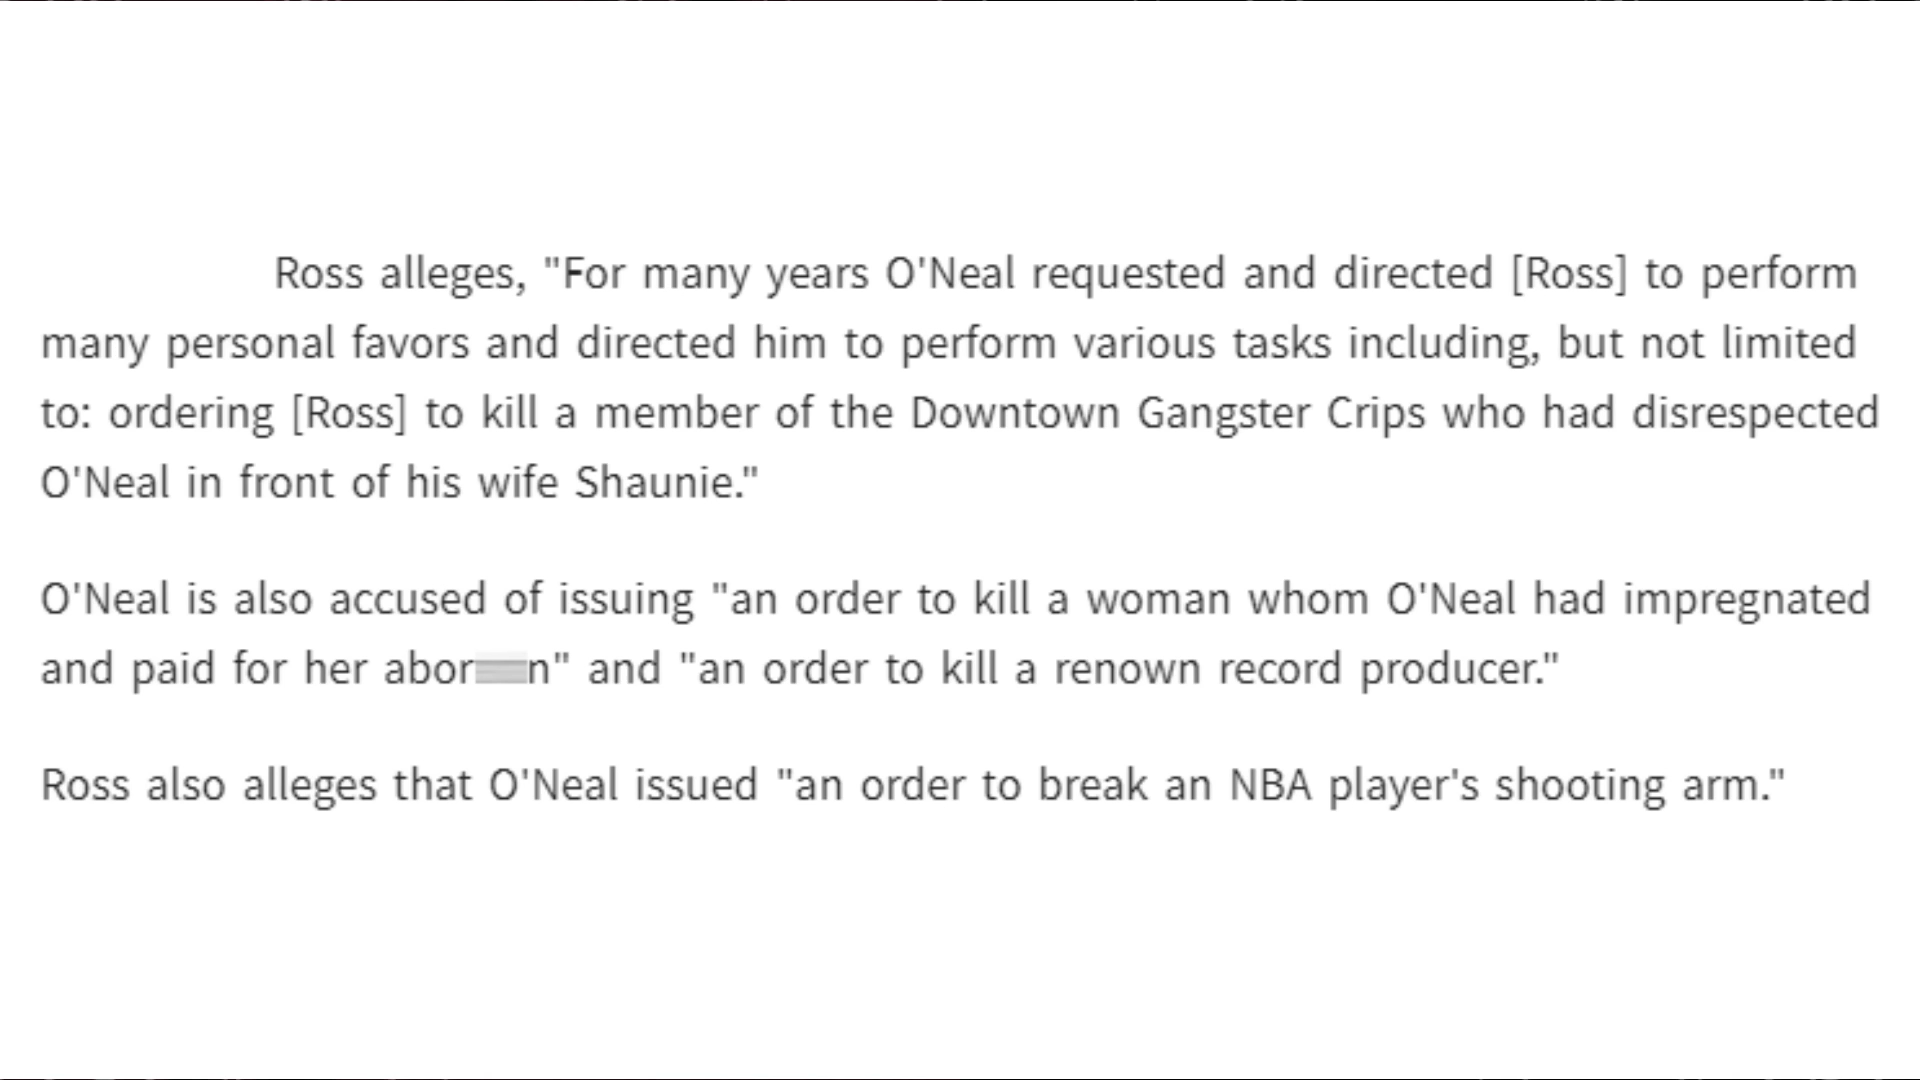 Ross alleges, "For many years O'Neal requested and directed [Ross] to perform
many personal favors and directed him to perform various tasks including, but not limited
to: ordering [Ross] to kill a member of the Downtown Gangster Crips who had disrespected
O'Neal in front of his wife Shaunie."
O'Neal is also accused of issuing "an order to kill a woman whom O'Neal had impregnated
and paid for her abor n" and "an order to kill a renown record producer."
Ross also alleges that O'Neal issued "an order to break an NBA player's shooting arm."